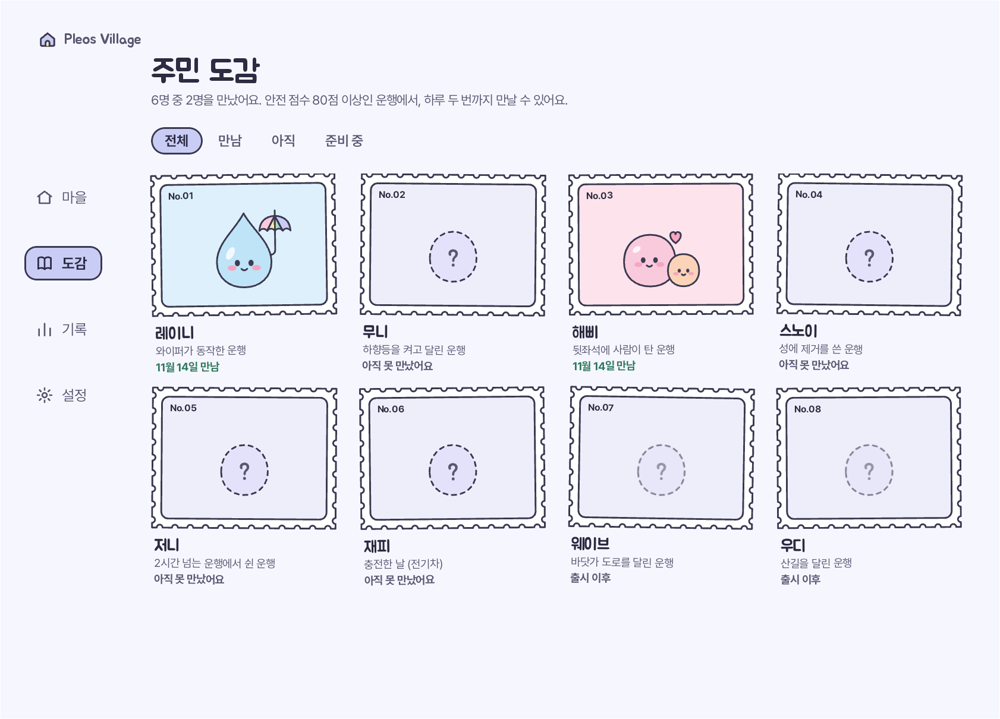 Pleos Village
주민 도감
6명 중 2명을 만났어요. 안전 점수 80점 이상인 운행에서, 하루 두 번까지 만날 수 있어요.
전체 만남 아직 준비 중
마을
도감
기록
설정
No.01
레이니
와이퍼가 동작한 운행
11월 14일 만남
No.02
?
무니
하향등을 켜고 달린 운행
아직 못 만났어요
No.03
해삐
뒷좌석에 사람이 탄 운행
11월 14일 만남
No.04
?
스노이
성에 제거를 쓴 운행
아직 못 만났어요
No.05
?
저니
2시간 넘는 운행에서 쉰 운행
아직 못 만났어요
No.06
?
재피
충전한 날 (전기차)
아직 못 만났어요
No.07
?
웨이브
바닷가 도로를 달린 운행
출시 이후
No.08
?
우디
산길을 달린 운행
출시 이후